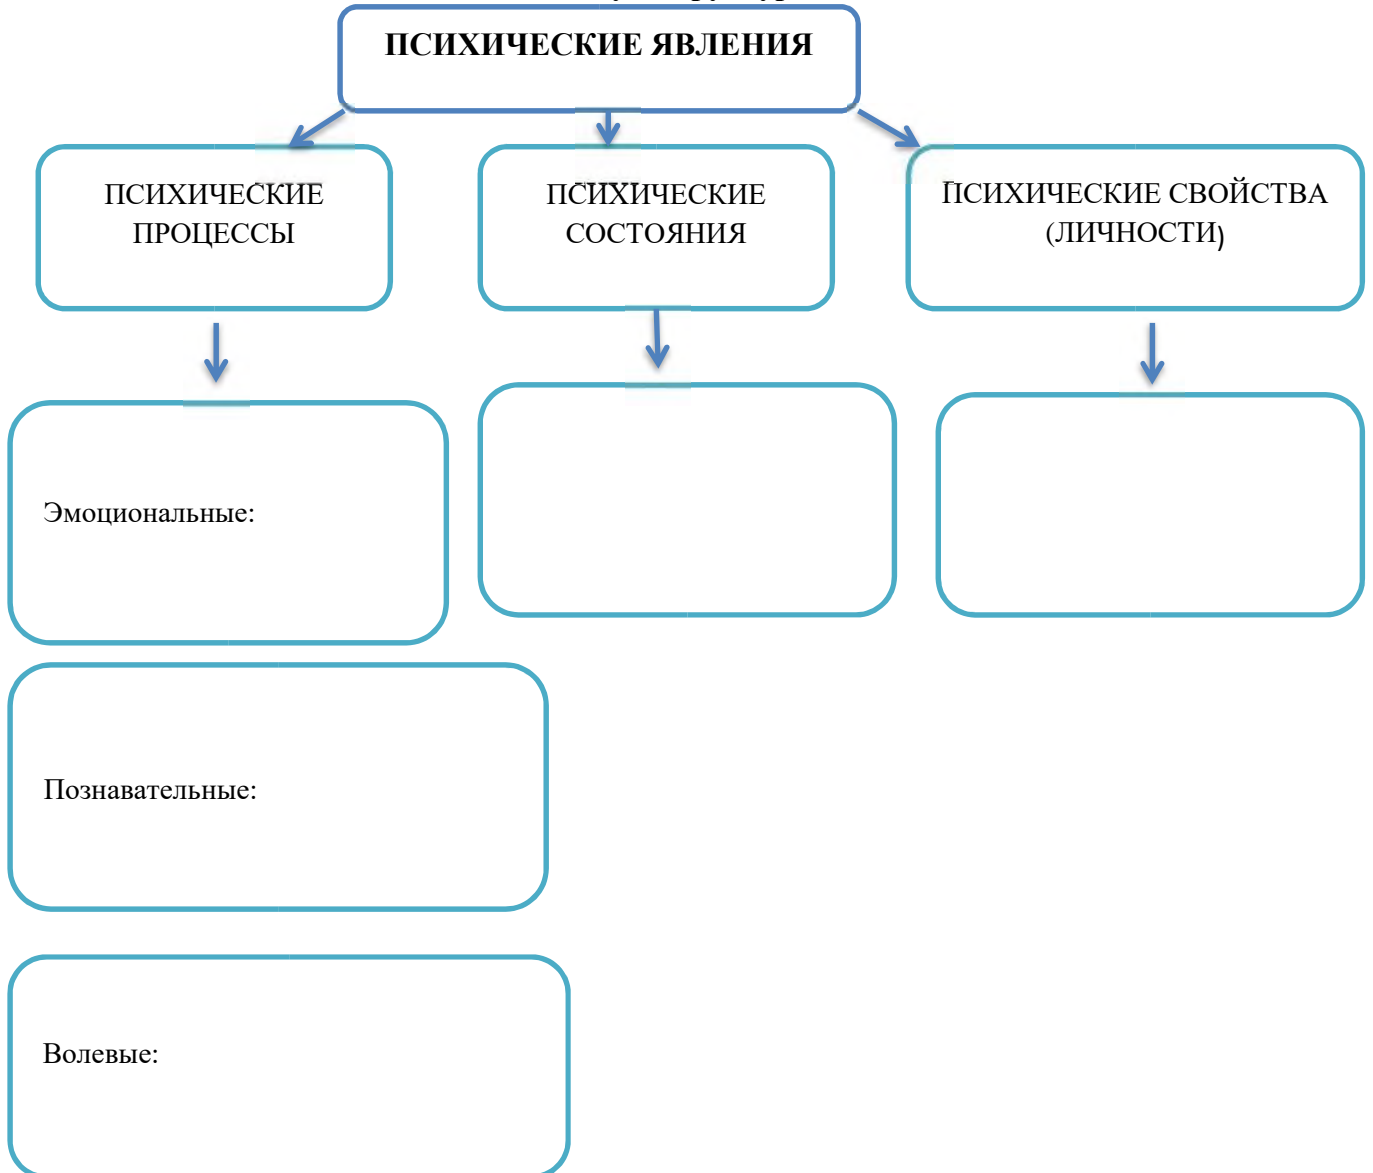 ПСИХИЧЕСКИЕ ЯВЛЕНИЯ
ПСИХИЧЕСКИЕ
ПРОЦЕССЫ
ПСИХИЧЕСКИЕ
СОСТОЯНИЯ
ПСИХИЧЕСКИЕ СВОЙСТВА
(ЛИЧНОСТИ)
Эмоциональные:
Познавательные:
Волевые: